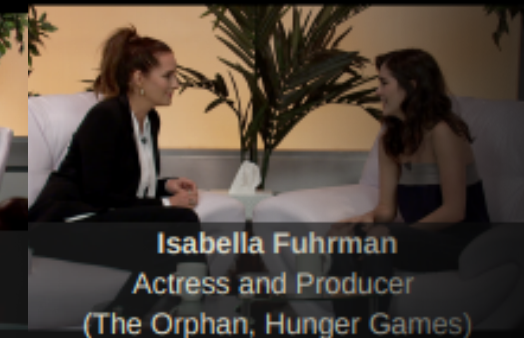 Isabella Fuhrman
Actress and Producer
(The Orphan, Hunger Games)